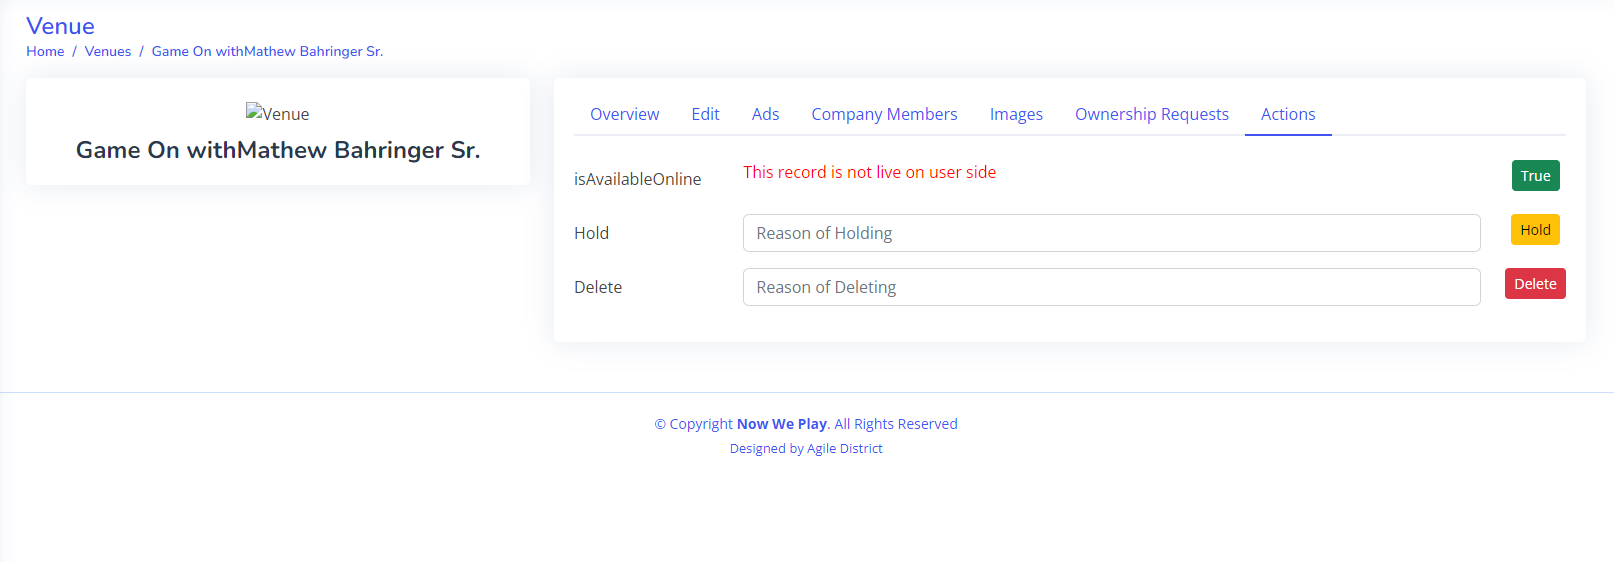 Venue
Home / Venues / Game On withMathew Bahringer Sr.
Venue
Game On withMathew Bahringer Sr.
Overview Edit Ads Company Members Images Ownership Requests Actions
isAvailableOnline This record is not live on user side True
Hold Reason of Holding Hold
Delete Reason of Deleting Delete
© Copyright Now We Play. All Rights Reserved
Designed by Agile District